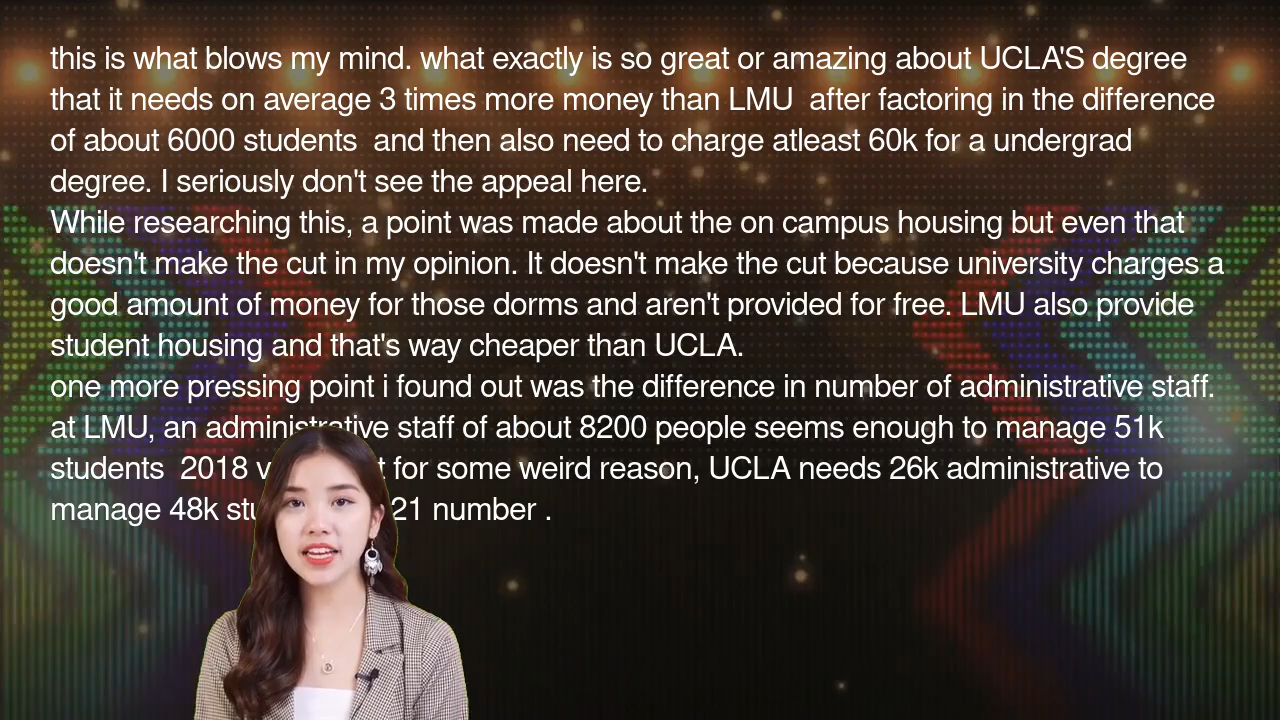 this is what blows my mind. what exactly is so great or amazing about UCLA'S degree
that it needs on average 3 times more money than LMU after factoring in the difference
of about 6000 students and then also need to charge atleast 60k for a undergrad
degree. I seriously don't see the appeal here.
While researching this, a point was made about the on campus housing but even that
doesn't make the cut in my opinion. It doesn't make the cut because university charges a
good amount of money for those dorms and aren't provided for free. LMU also provide
student housing and that's way cheaper than UCLA.
one more pressing point i found out was the difference in number of administrative staff.
at LMU, an administrative staff of about 8200 people seems enough to manage 51k
students 2018 for some weird reason, UCLA needs 26k administrative to
manage 48k 21 number .